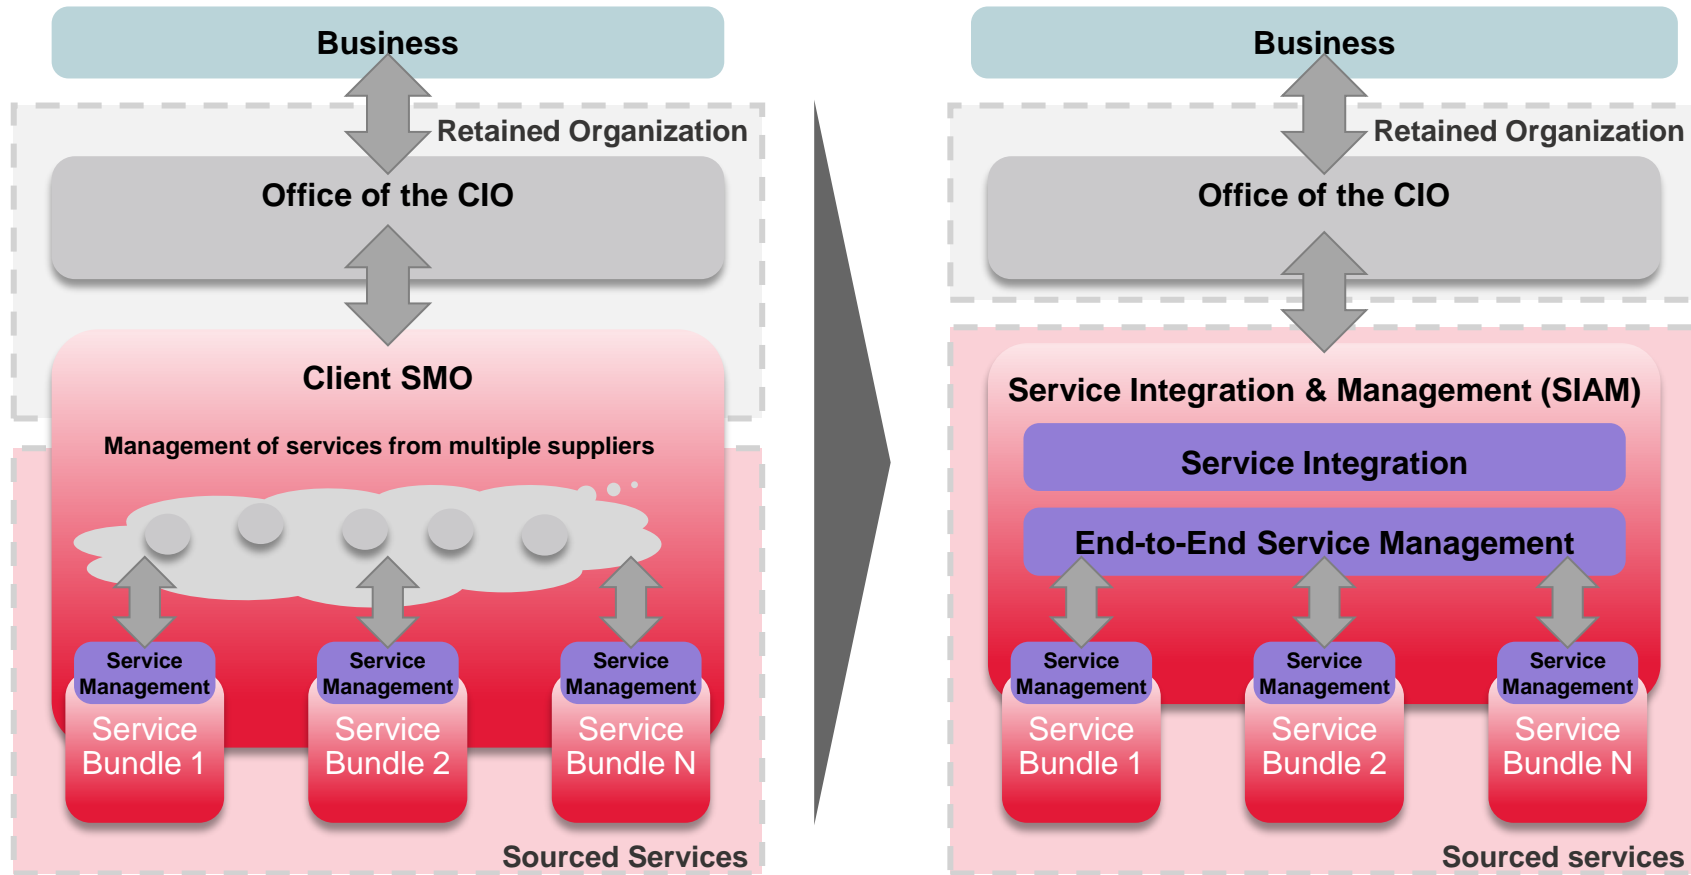 Business
Retained Organization
Office of the CIO
Client SMO
Management of services from multiple suppliers
Service
Management
Service
Bundle 1
Service
Management
Service
Bundle 2
Service
Management
Service
Bundle N
Sourced Services
Business
Retained Organization
Office of the CIO
Service Integration & Management (SIAM)
Service Integration
End-to-End Service Management
Service
Management
Service
Bundle 1
Service
Management
Service
Bundle 2
Service
Management
Service
Bundle N
Sourced services